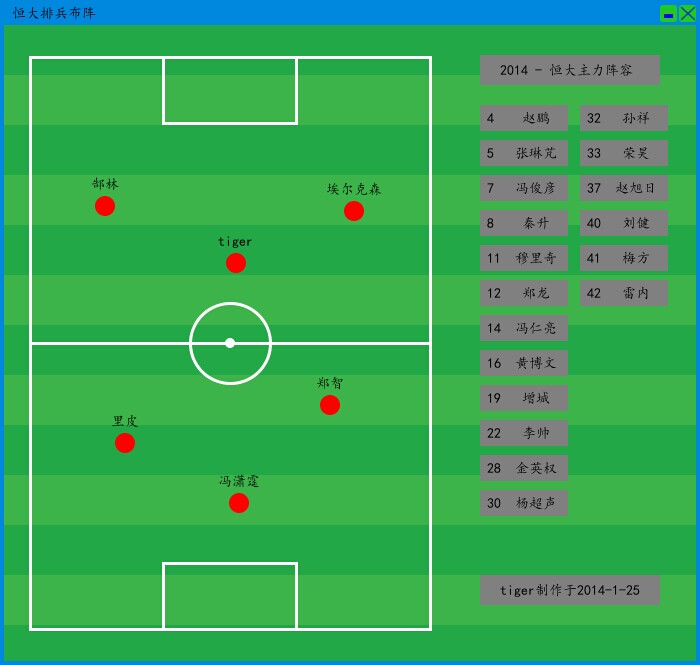 恒大排兵布阵
2014 - 恒大主力阵容
4 赵鹏
32 孙祥
5 张琳芃
33 荣昊
7 冯俊彦
37 赵旭日
8 秦升
40 刘健
11 穆里奇
41 梅方
12 郑龙
42 雷内
14 冯仁亮
16 黄博文
19 增城
22 李帅
28 金英权
30 杨超声
郜林
埃尔克森
tiger
郑智
里皮
冯潇霆
tiger制作于2014-1-25